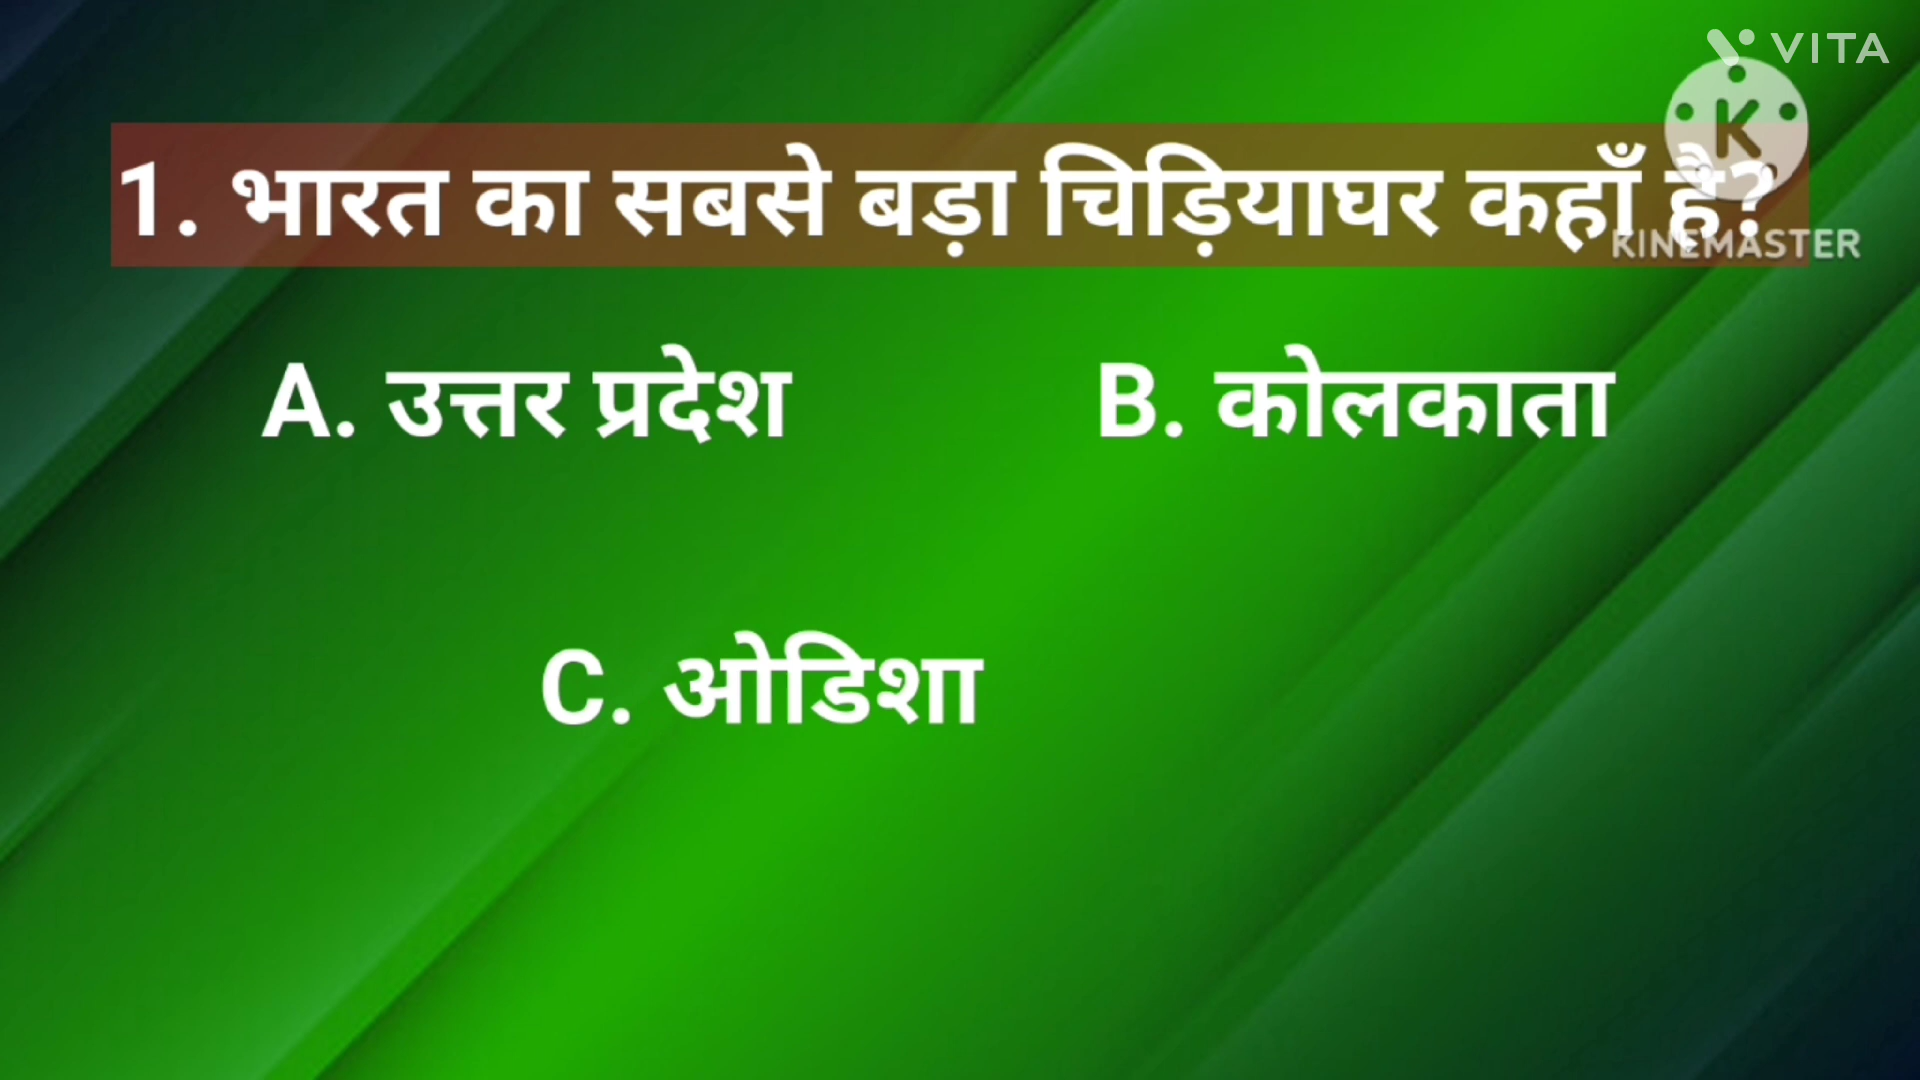 VITA
K
1. भारत का सबसे बड़ा चिड़ियाघर कहाँ है?
KINEMASTER
A. उत्तर प्रदेश
B. कोलकाता
C. ओडिशा